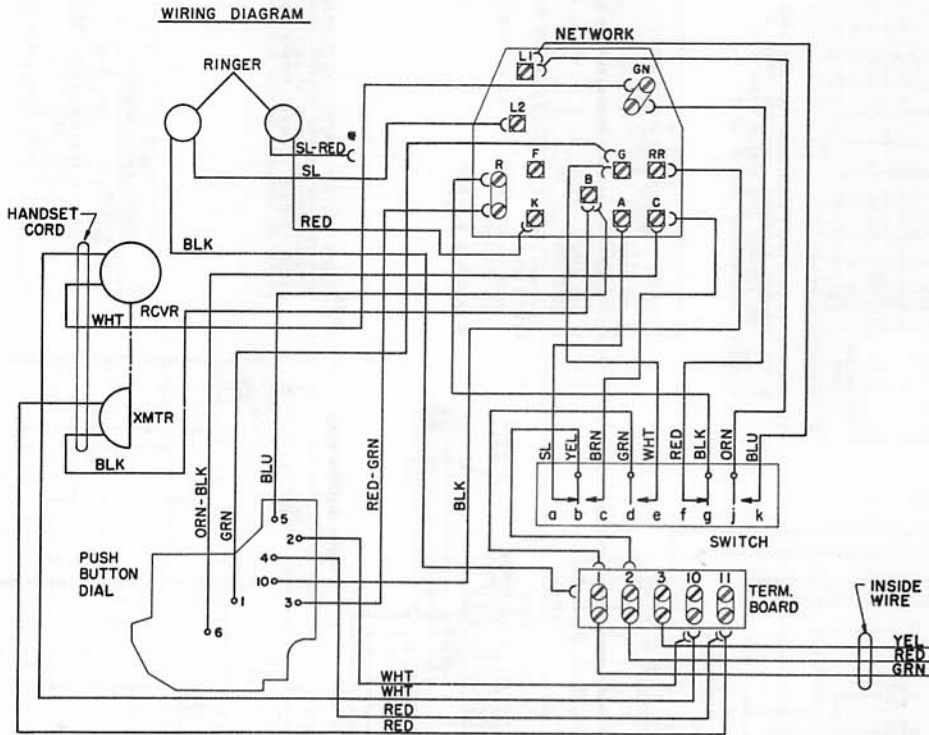 WIRING DIAGRAM
NETWORK
RINGER
L1
GN
L2
SL-RED
SL
F
G
RR
R
B
K
A
C
HANDSET
CORD
RED
BLK
WHT
RCVR
XMTR
BLK
ORN-BLK
GRN
BLU
RED-GRN
BLK
SL
YEL
BRN
GRN
WHT
RED
BLK
ORN
BLU
a b c d e f g j k
SWITCH
PUSH
BUTTON
DIAL
5
2
4
10
3
1
6
1 2 3 10 11
TERM.
BOARD
INSIDE
WIRE
YEL
RED
GRN
WHT
WHT
RED
RED